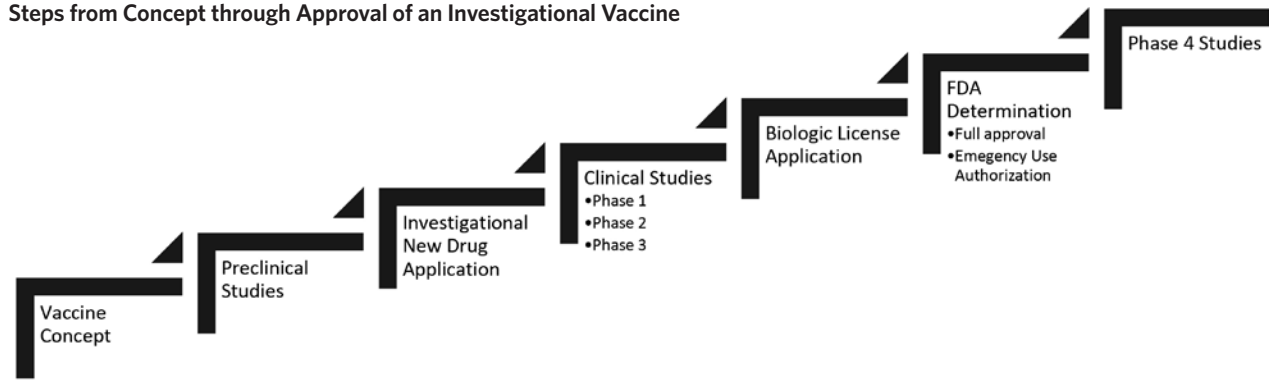 Steps from Concept through Approval of an Investigational Vaccine
Vaccine
Concept
Preclinical
Studies
Investigational
New Drug
Application
Clinical Studies
•Phase 1
•Phase 2
•Phase 3
Biologic License
Application
FDA
Determination
•Full approval
•Emegency Use
Authorization
Phase 4 Studies